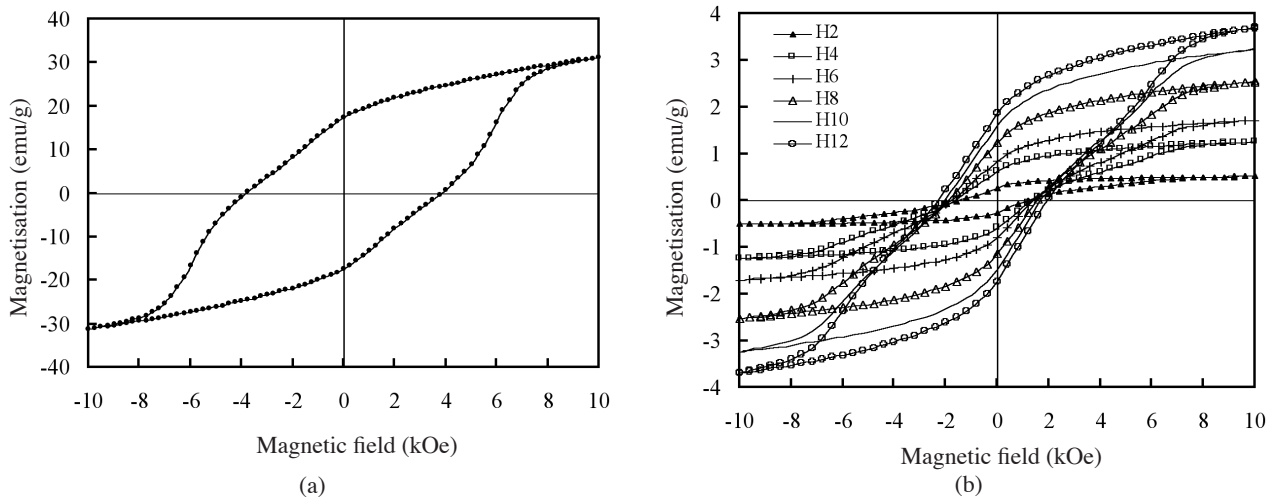 40
30
20
10
0
-10
-20
-30
-40
Magnetisation (emu/g)
-10 -8 -6 -4 -2 0 2 4 6 8 10
Magnetic field (kOe)
(a)
4
3
2
1
0
-1
-2
-3
-4
Magnetisation (emu/g)
H2
H4
H6
H8
H10
H12
-10 -8 -6 -4 -2 0 2 4 6 8 10
Magnetic field (kOe)
(b)